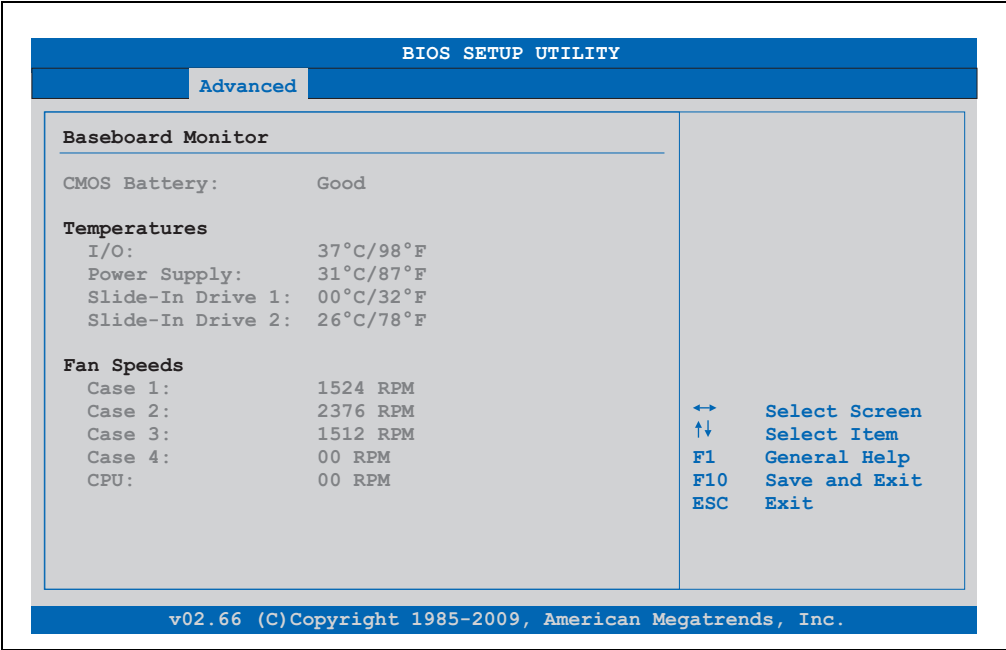 BIOS SETUP UTILITY
Advanced
Baseboard Monitor
CMOS Battery: Good
Temperatures
I/O: 37°C/98°F
Power Supply: 31°C/87°F
Slide-In Drive 1: 00°C/32°F
Slide-In Drive 2: 26°C/78°F
Fan Speeds
Case 1: 1524 RPM
Case 2: 2376 RPM
Case 3: 1512 RPM
Case 4: 00 RPM
CPU: 00 RPM
↔ Select Screen
↑↓ Select Item
F1 General Help
F10 Save and Exit
ESC Exit
v02.66 (C)Copyright 1985-2009, American Megatrends, Inc.